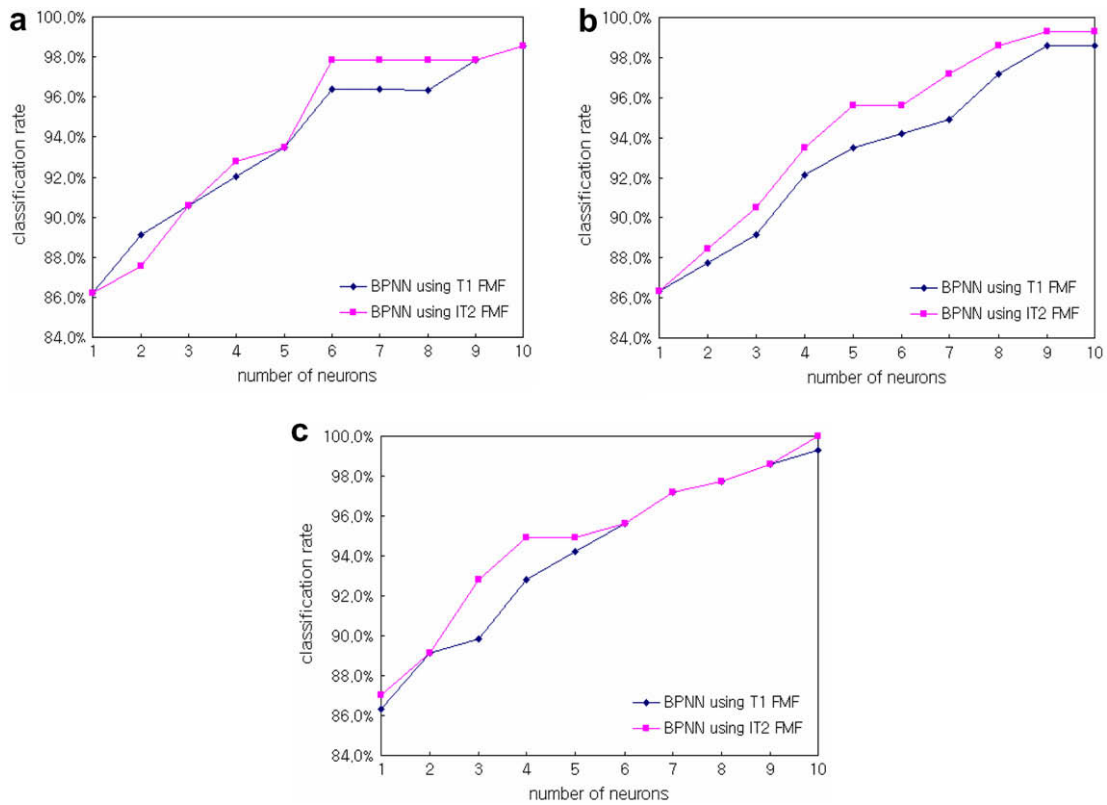 a
100,0%
98,0%
96,0%
94,0%
92,0%
90,0%
88,0%
86,0%
84,0%
classification rate
BPNN using T1 FMF
BPNN using IT2 FMF
1 2 3 4 5 6 7 8 9 10
number of neurons
b
100,0%
98,0%
96,0%
94,0%
92,0%
90,0%
88,0%
86,0%
84,0%
classification rate
BPNN using T1 FMF
BPNN using IT2 FMF
1 2 3 4 5 6 7 8 9 10
number of neurons
c
100,0%
98,0%
96,0%
94,0%
92,0%
90,0%
88,0%
86,0%
84,0%
classification rate
BPNN using T1 FMF
BPNN using IT2 FMF
1 2 3 4 5 6 7 8 9 10
number of neurons